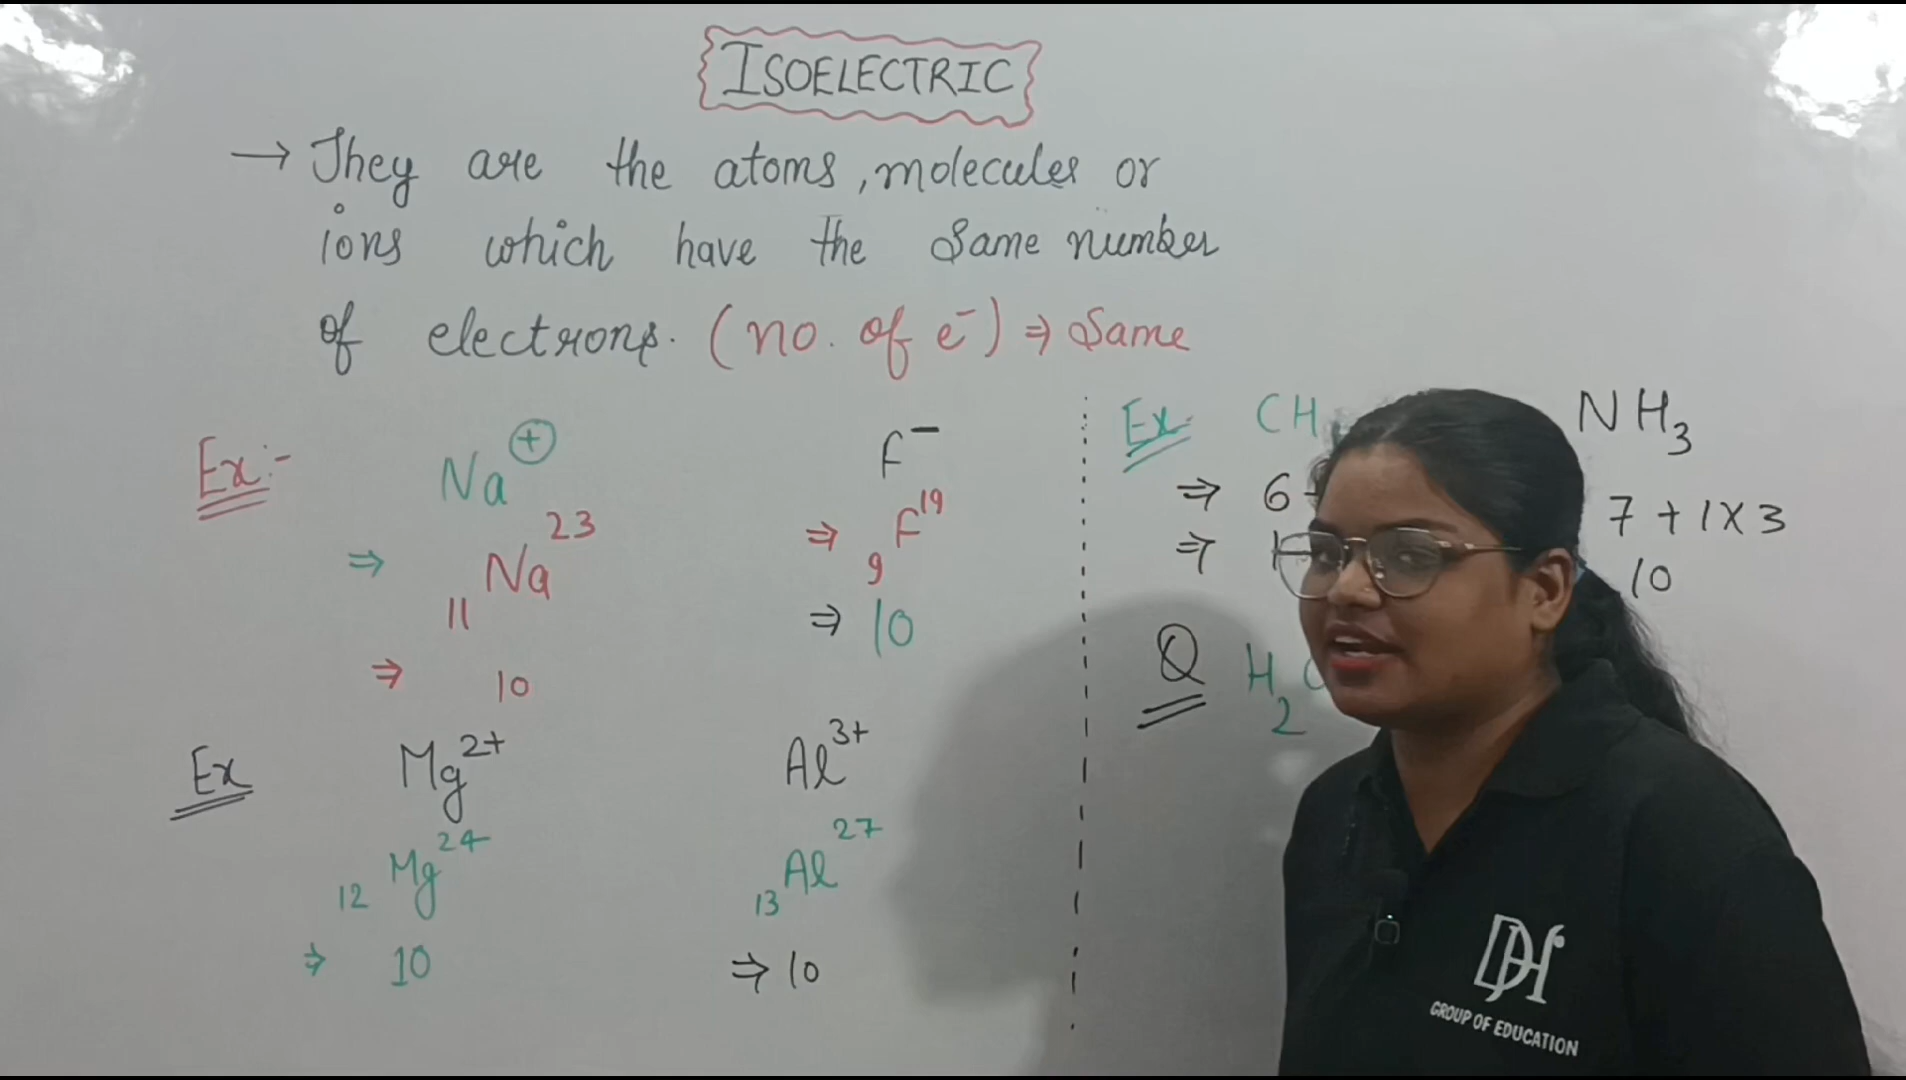 ISOELECTRIC
→ They are the atoms, molecules or
ions which have the same number
of electrons. (no. of e⁻) ⇒ Same
Ex:- Na⊕ F⁻
⇒ ₁₁Na²³ ⇒ ₉F¹⁹
⇒ 10 ⇒ 10
Ex Mg²⁺ Al³⁺
₁₂Mg²⁴ ₁₃Al²⁷
⇒ 10 ⇒ 10
Ex CH NH₃
⇒ 6 7 + 1 x 3
⇒ 1 10
Q H₂
DH
GROUP OF EDUCATION